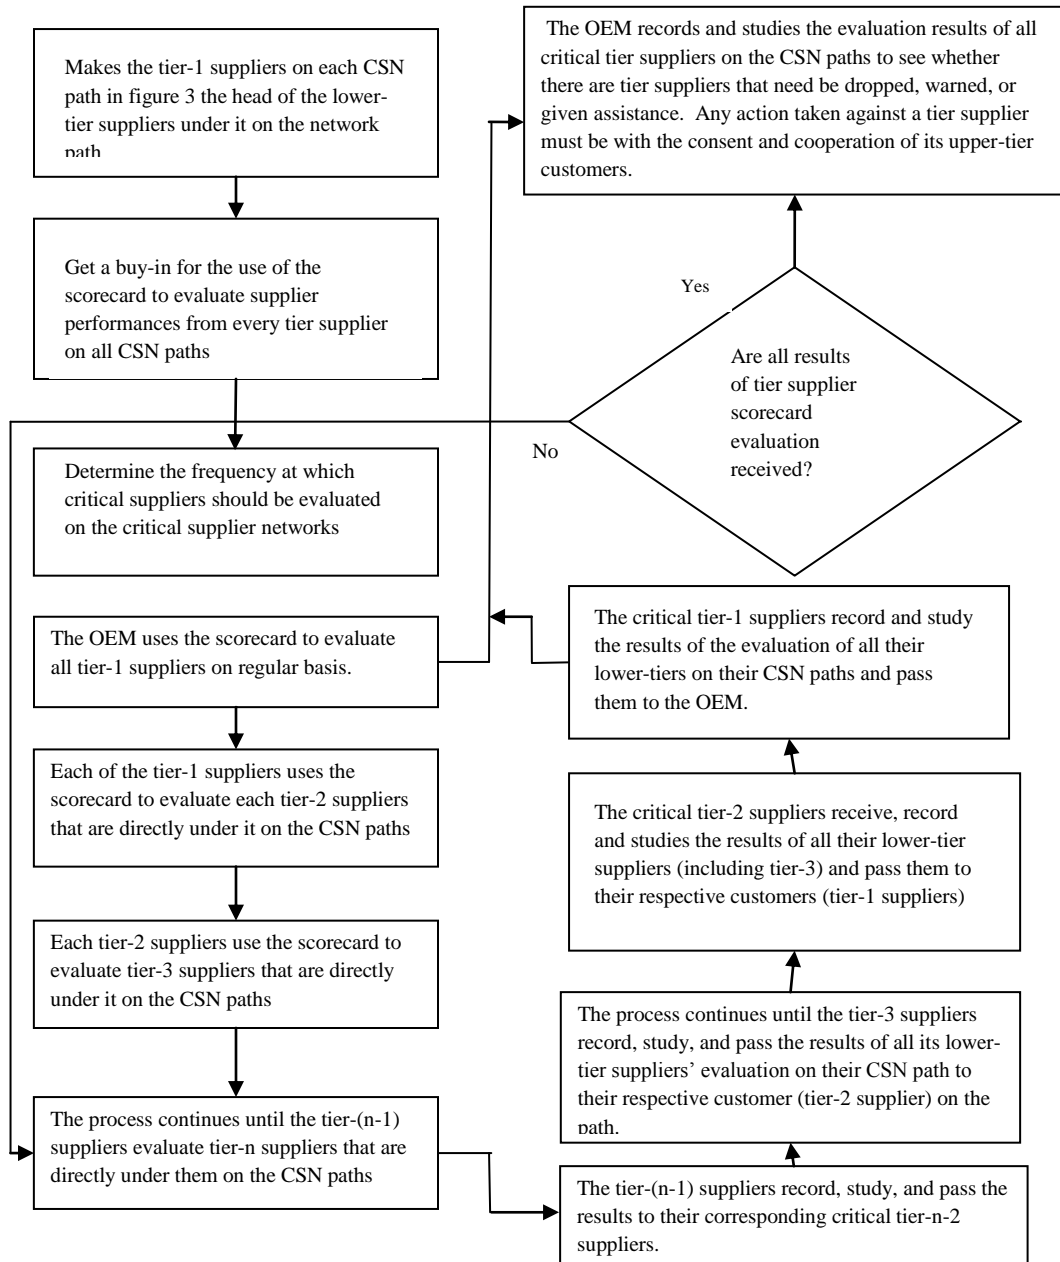 Makes the tier-1 suppliers on each CSN
path in figure 3 the head of the lower-
tier suppliers under it on the network
path
Get a buy-in for the use of the
scorecard to evaluate supplier
performances from every tier supplier
on all CSN paths
Determine the frequency at which
critical suppliers should be evaluated
on the critical supplier networks
The OEM uses the scorecard to evaluate
all tier-1 suppliers on regular basis.
Each of the tier-1 suppliers uses the
scorecard to evaluate each tier-2 suppliers
that are directly under it on the CSN paths
Each tier-2 suppliers use the scorecard to
evaluate tier-3 suppliers that are directly
under it on the CSN paths
The process continues until the tier-(n-1)
suppliers evaluate tier-n suppliers that are
directly under them on the CSN paths
The OEM records and studies the evaluation results of all
critical tier suppliers on the CSN paths to see whether
there are tier suppliers that need be dropped, warned, or
given assistance.  Any action taken against a tier supplier
must be with the consent and cooperation of its upper-tier
customers.
Yes
Are all results
of tier supplier
scorecard
evaluation
received?
No
The critical tier-1 suppliers record and study
the results of the evaluation of all their
lower-tiers on their CSN paths and pass
them to the OEM.
The critical tier-2 suppliers receive, record
and studies the results of all their lower-tier
suppliers (including tier-3) and pass them to
their respective customers (tier-1 suppliers)
The process continues until the tier-3 suppliers
record, study, and pass the results of all its lower-
tier suppliers’ evaluation on their CSN path to
their respective customer (tier-2 supplier) on the
path.
The tier-(n-1) suppliers record, study, and pass the
results to their corresponding critical tier-n-2
suppliers.